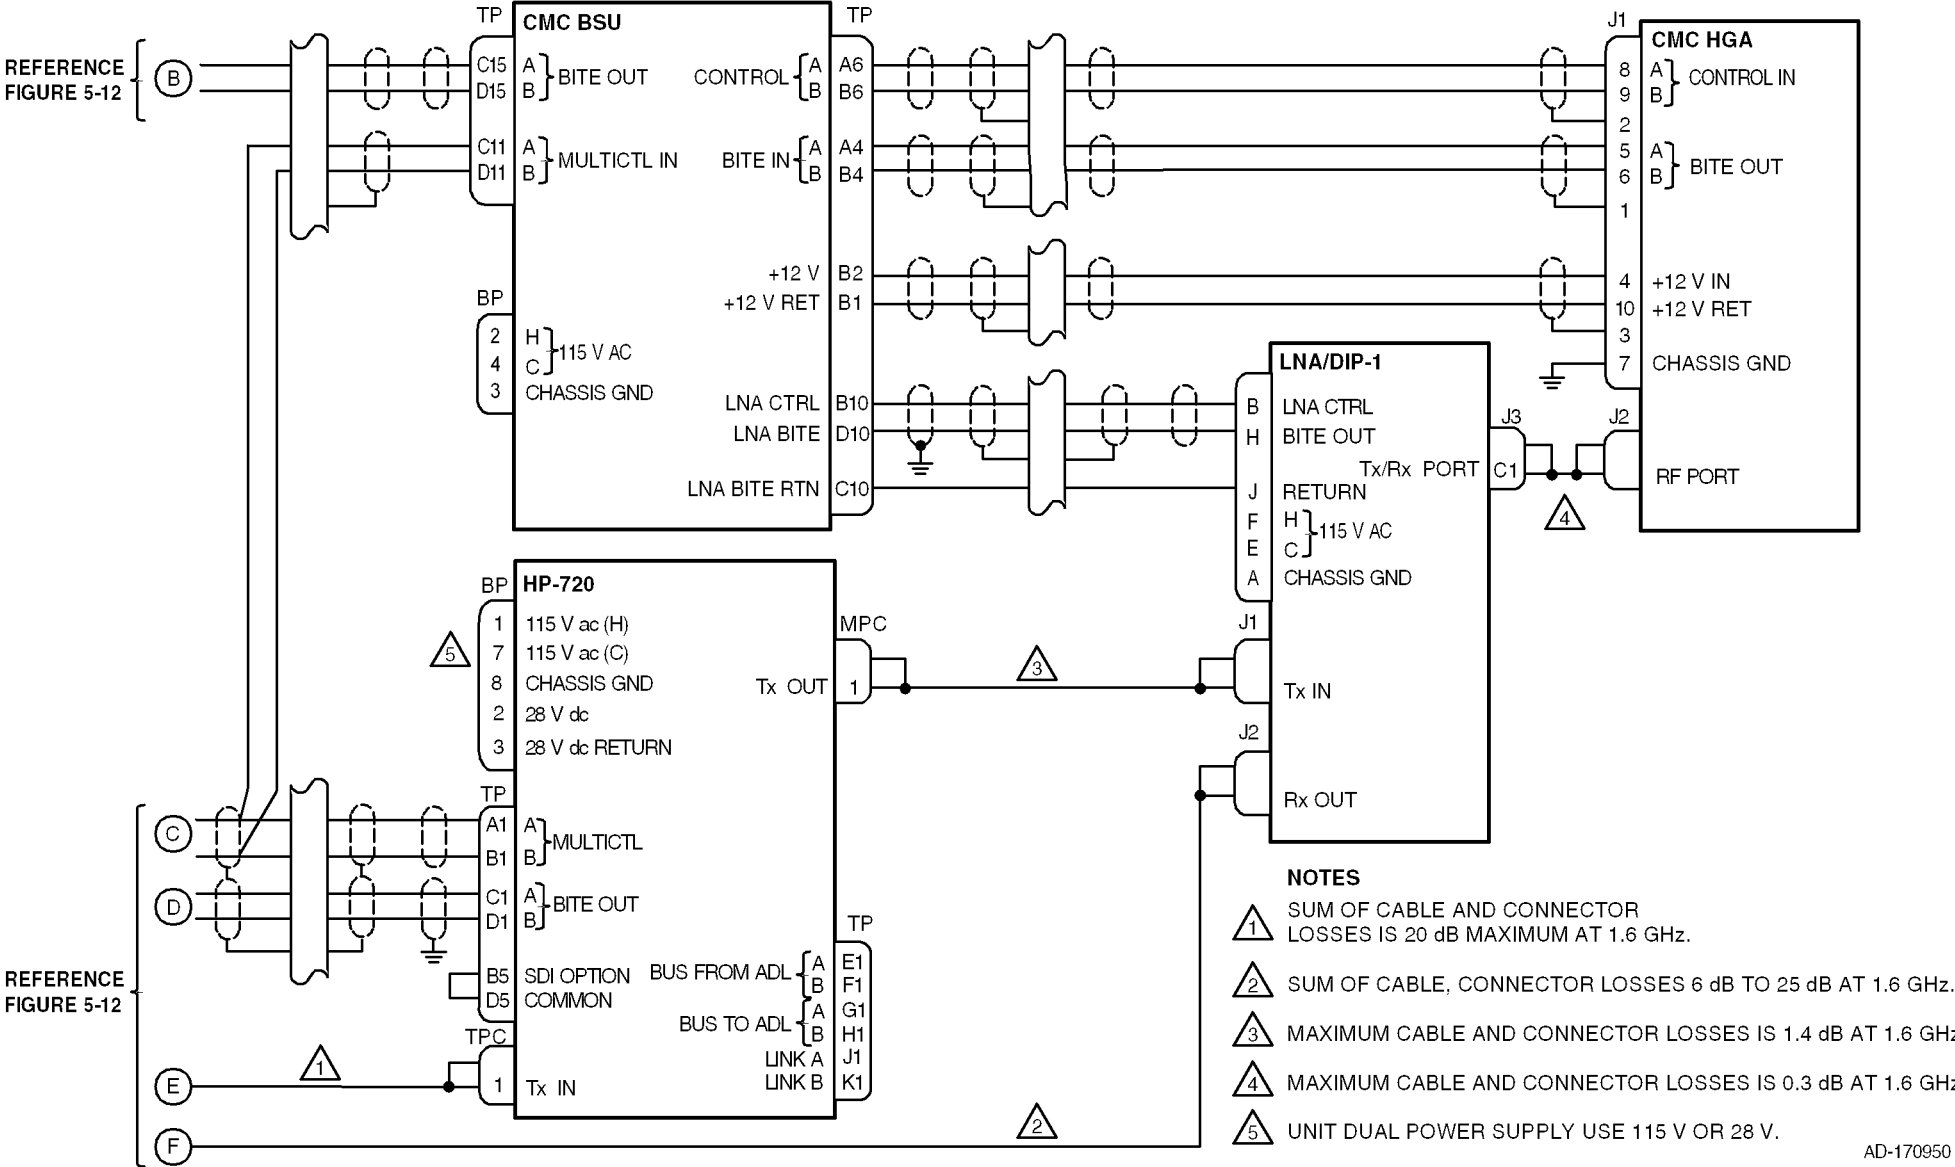 REFERENCE
FIGURE 5-12
B
TP
CMC BSU
TP
C15 A
D15 B
BITE OUT
C11 A
D11 B
MULTICTL IN
CONTROL
A A6
B B6
BITE IN
A A4
B B4
+12 V B2
+12 V RET B1
BP
2 H
4 C
115 V AC
3 CHASSIS GND
LNA CTRL B10
LNA BITE D10
LNA BITE RTN C10
J1
CMC HGA
8 A
9 B
CONTROL IN
2
5 A
6 B
BITE OUT
1
4 +12 V IN
10 +12 V RET
3
7 CHASSIS GND
J2
RF PORT
LNA/DIP-1
B LNA CTRL
H BITE OUT
J3
Tx/Rx PORT C1
J RETURN
F H
E C
115 V AC
A CHASSIS GND
4
J1
Tx IN
J2
Rx OUT
BP
HP-720
5
1 115 V ac (H)
7 115 V ac (C)
8 CHASSIS GND
2 28 V dc
3 28 V dc RETURN
MPC
Tx OUT 1
3
TP
C
A1 A
B1 B
MULTICTL
D
C1 A
D1 B
BITE OUT
B5 SDI OPTION
D5 COMMON
TP
BUS FROM ADL
A E1
B F1
BUS TO ADL
A G1
B H1
LINK A J1
LINK B K1
REFERENCE
FIGURE 5-12
TPC
E
1
1 Tx IN
F
2
NOTES
1 SUM OF CABLE AND CONNECTOR
LOSSES IS 20 dB MAXIMUM AT 1.6 GHz.
2 SUM OF CABLE, CONNECTOR LOSSES 6 dB TO 25 dB AT 1.6 GHz.
3 MAXIMUM CABLE AND CONNECTOR LOSSES IS 1.4 dB AT 1.6 GHz
4 MAXIMUM CABLE AND CONNECTOR LOSSES IS 0.3 dB AT 1.6 GHz
5 UNIT DUAL POWER SUPPLY USE 115 V OR 28 V.
AD-170950